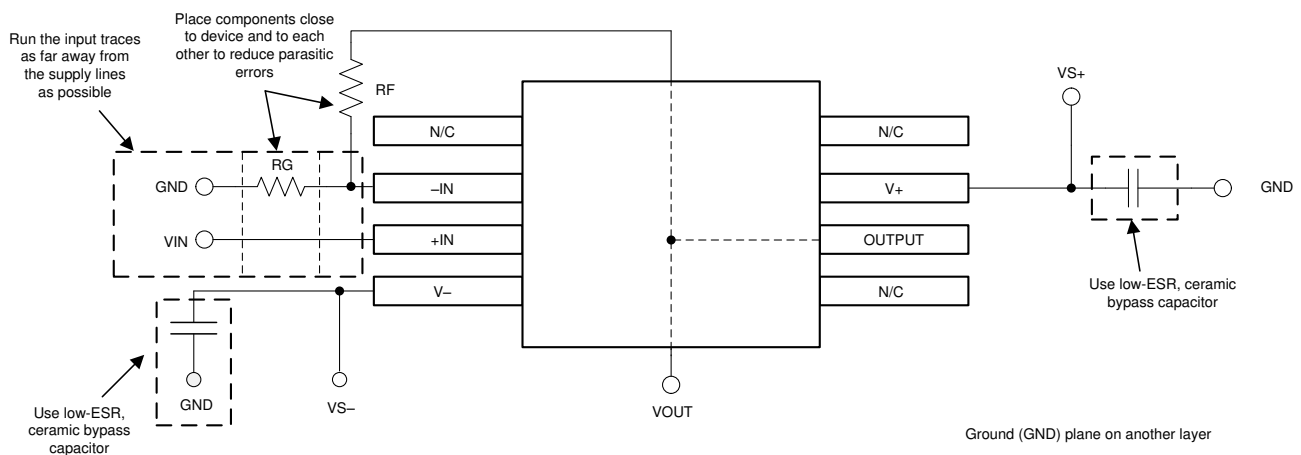 Place components close
to device and to each
other to reduce parasitic
errors
Run the input traces
as far away from
the supply lines
as possible
RF
VS+
N/C
N/C
RG
GND
–IN
V+
GND
VIN
+IN
OUTPUT
V–
N/C
Use low-ESR, ceramic
bypass capacitor
GND
VS–
VOUT
Use low-ESR,
ceramic bypass
capacitor
Ground (GND) plane on another layer